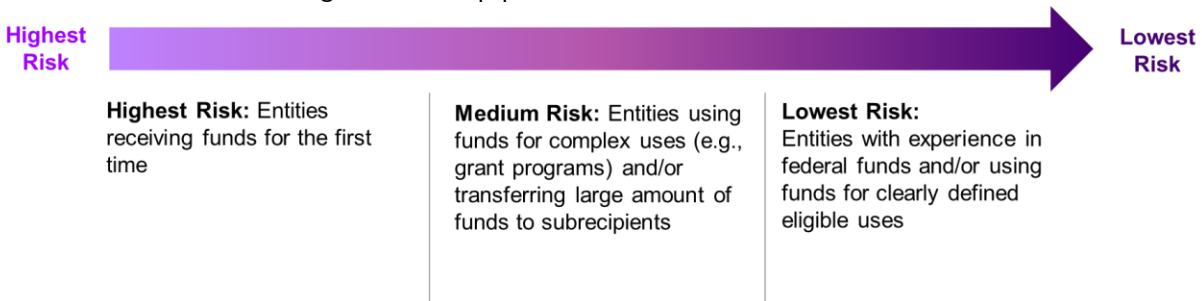 Highest
Risk
Lowest
Risk
Highest Risk: Entities
receiving funds for the first
time
Medium Risk: Entities using
funds for complex uses (e.g.,
grant programs) and/or
transferring large amount of
funds to subrecipients
Lowest Risk:
Entities with experience in
federal funds and/or using
funds for clearly defined
eligible uses